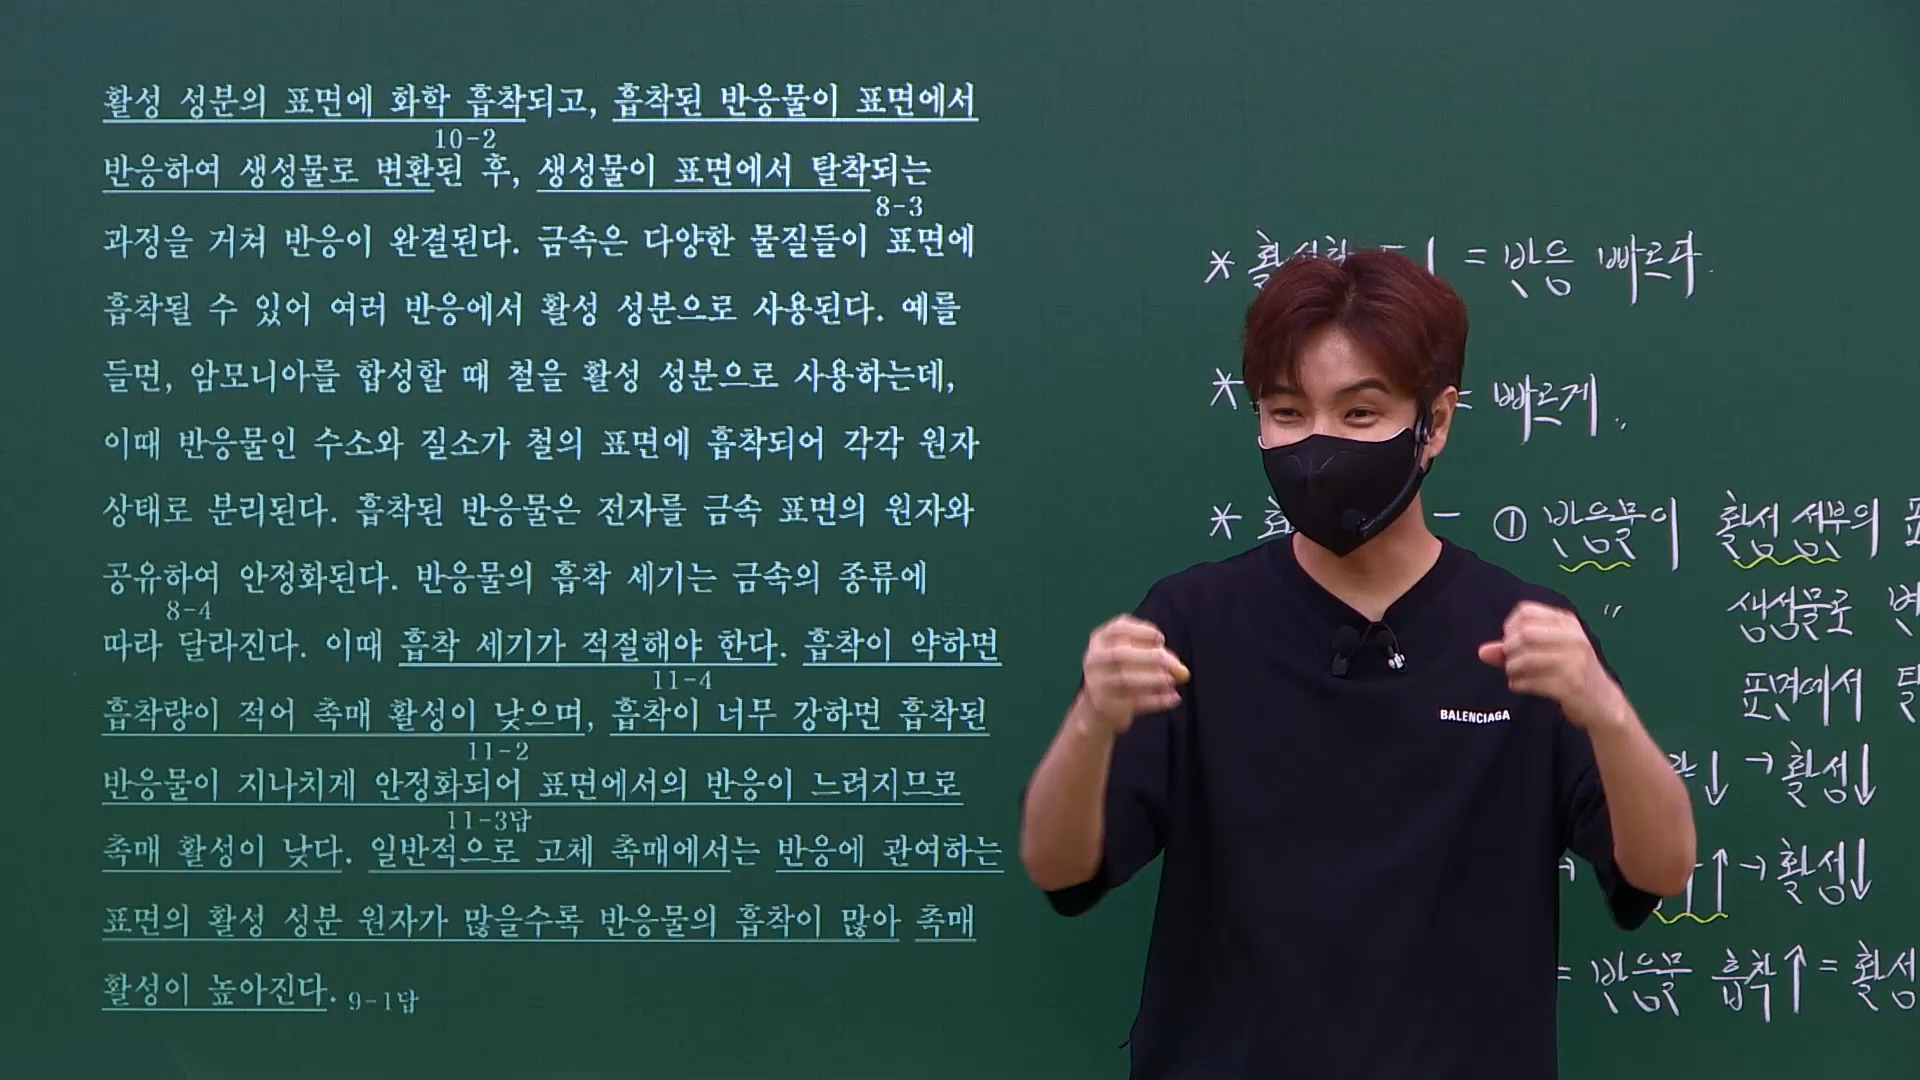 활성 성분의 표면에 화학 흡착되고, 흡착된 반응물이 표면에서
10-2
반응하여 생성물로 변환된 후, 생성물이 표면에서 탈착되는
8-3
과정을 거쳐 반응이 완결된다. 금속은 다양한 물질들이 표면에
흡착될 수 있어 여러 반응에서 활성 성분으로 사용된다. 예를
들면, 암모니아를 합성할 때 철을 활성 성분으로 사용하는데,
이때 반응물인 수소와 질소가 철의 표면에 흡착되어 각각 원자
상태로 분리된다. 흡착된 반응물은 전자를 금속 표면의 원자와
공유하여 안정화된다. 반응물의 흡착 세기는 금속의 종류에
8-4
따라 달라진다. 이때 흡착 세기가 적절해야 한다. 흡착이 약하면
11-4
흡착량이 적어 촉매 활성이 낮으며, 흡착이 너무 강하면 흡착된
11-2
반응물이 지나치게 안정화되어 표면에서의 반응이 느려지므로
11-3답
촉매 활성이 낮다. 일반적으로 고체 촉매에서는 반응에 관여하는
표면의 활성 성분 원자가 많을수록 반응물의 흡착이 많아 촉매
활성이 높아진다. 9-1답
* ↓ = 반응 빠르다.
* = 빠르게
* - ① 반응물이 활성 성분의
〃 생성물로
표면에서
↓ → 활성↓
↑ → 활성↓
= 반응물 흡착↑ = 활성
BALENCIAGA